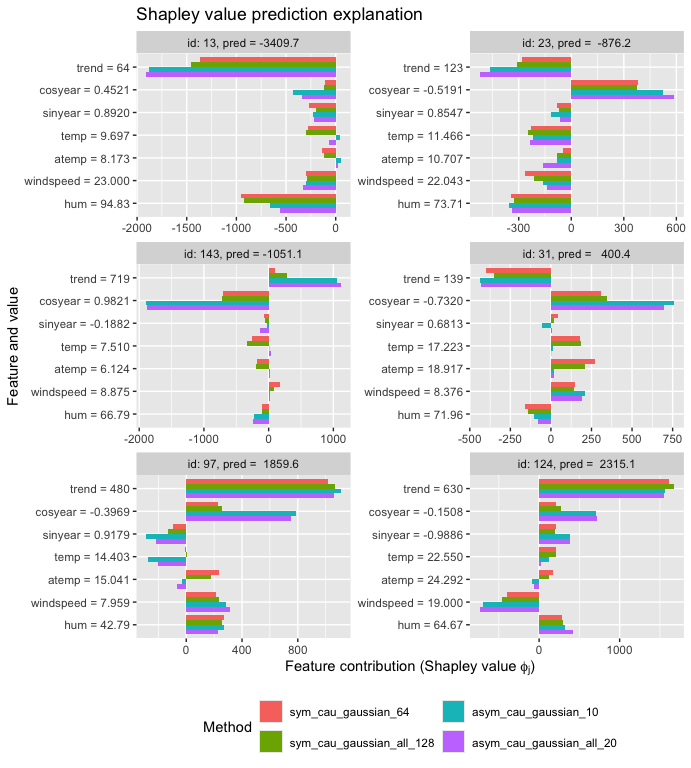 Shapley value prediction explanation
id: 13, pred = -3409.7
trend = 64
cosyear = 0.4521
sinyear = 0.8920
temp = 9.697
atemp = 8.173
windspeed = 23.000
hum = 94.83
-2000 -1500 -1000 -500 0
id: 23, pred = -876.2
trend = 123
cosyear = -0.5191
sinyear = 0.8547
temp = 11.466
atemp = 10.707
windspeed = 22.043
hum = 73.71
-300 0 300 600
id: 143, pred = -1051.1
trend = 719
cosyear = 0.9821
sinyear = -0.1882
temp = 7.510
atemp = 6.124
windspeed = 8.875
hum = 66.79
-2000 -1000 0 1000
id: 31, pred = 400.4
trend = 139
cosyear = -0.7320
sinyear = 0.6813
temp = 17.223
atemp = 18.917
windspeed = 8.376
hum = 71.96
-500 -250 0 250 500 750
id: 97, pred = 1859.6
trend = 480
cosyear = -0.3969
sinyear = 0.9179
temp = 14.403
atemp = 15.041
windspeed = 7.959
hum = 42.79
0 400 800
id: 124, pred = 2315.1
trend = 630
cosyear = -0.1508
sinyear = -0.9886
temp = 22.550
atemp = 24.292
windspeed = 19.000
hum = 64.67
0 1000
Feature and value
Feature contribution (Shapley value ϕj)
Method
sym_cau_gaussian_64
sym_cau_gaussian_all_128
asym_cau_gaussian_10
asym_cau_gaussian_all_20